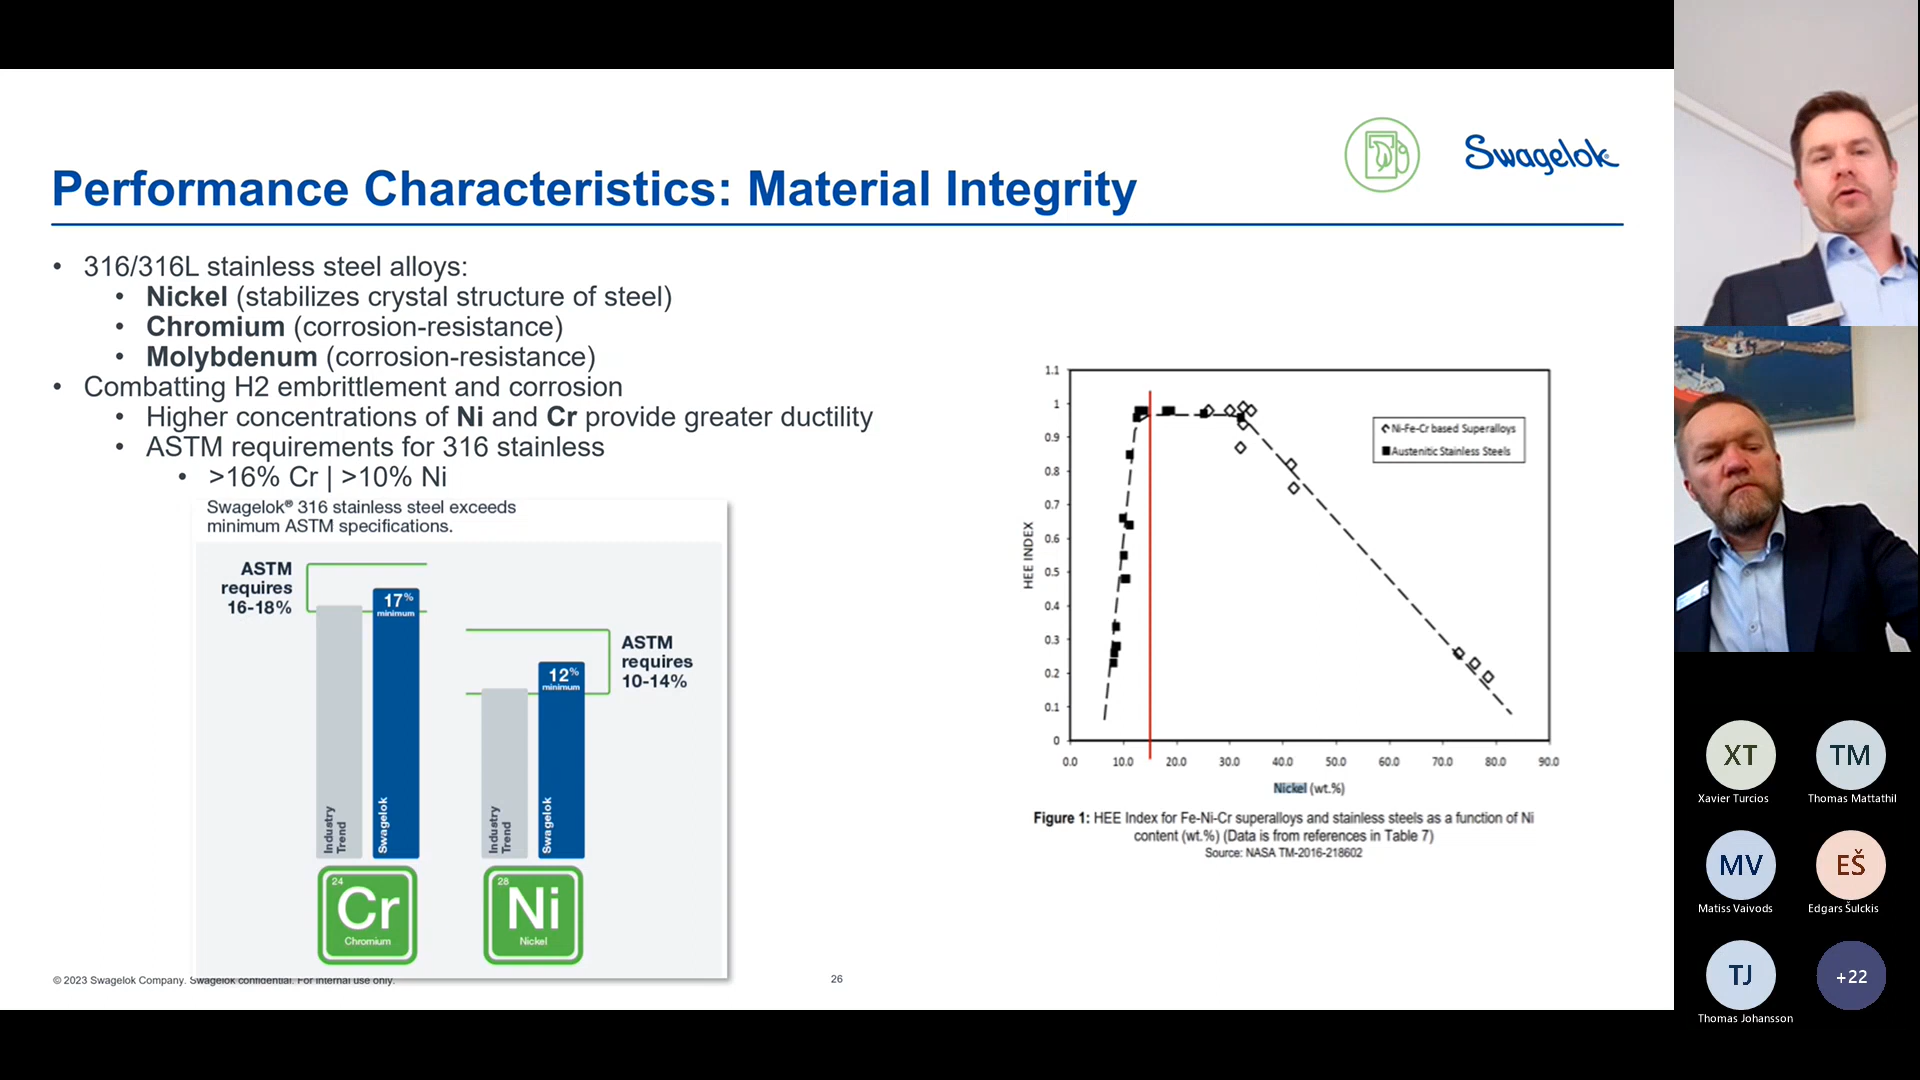 Swagelok
Performance Characteristics: Material Integrity
• 316/316L stainless steel alloys:
• Nickel (stabilizes crystal structure of steel)
• Chromium (corrosion-resistance)
• Molybdenum (corrosion-resistance)
• Combatting H2 embrittlement and corrosion
• Higher concentrations of Ni and Cr provide greater ductility
• ASTM requirements for 316 stainless
• >16% Cr | >10% Ni
Swagelok® 316 stainless steel exceeds
minimum ASTM specifications.
ASTM
requires
16-18%
17%
minimum
Industry
Trend
Swagelok
24
Cr
Chromium
ASTM
requires
10-14%
12%
minimum
Industry
Trend
Swagelok
28
Ni
Nickel
1.1
1
0.9
0.8
0.7
0.6
0.5
0.4
0.3
0.2
0.1
0
HEE INDEX
Ni-Fe-Cr based Superalloys
Austenitic Stainless Steels
0.0 10.0 20.0 30.0 40.0 50.0 60.0 70.0 80.0 90.0
Nickel (wt.%)
Figure 1: HEE Index for Fe-Ni-Cr superalloys and stainless steels as a function of Ni
content (wt.%) (Data is from references in Table 7)
Source: NASA TM-2016-218602
© 2023 Swagelok Company. Swagelok confidential. For internal use only.
26
XT
Xavier Turcios
TM
Thomas Mattathil
MV
Matiss Vaivods
EŠ
Edgars Šulckis
TJ
Thomas Johansson
+22